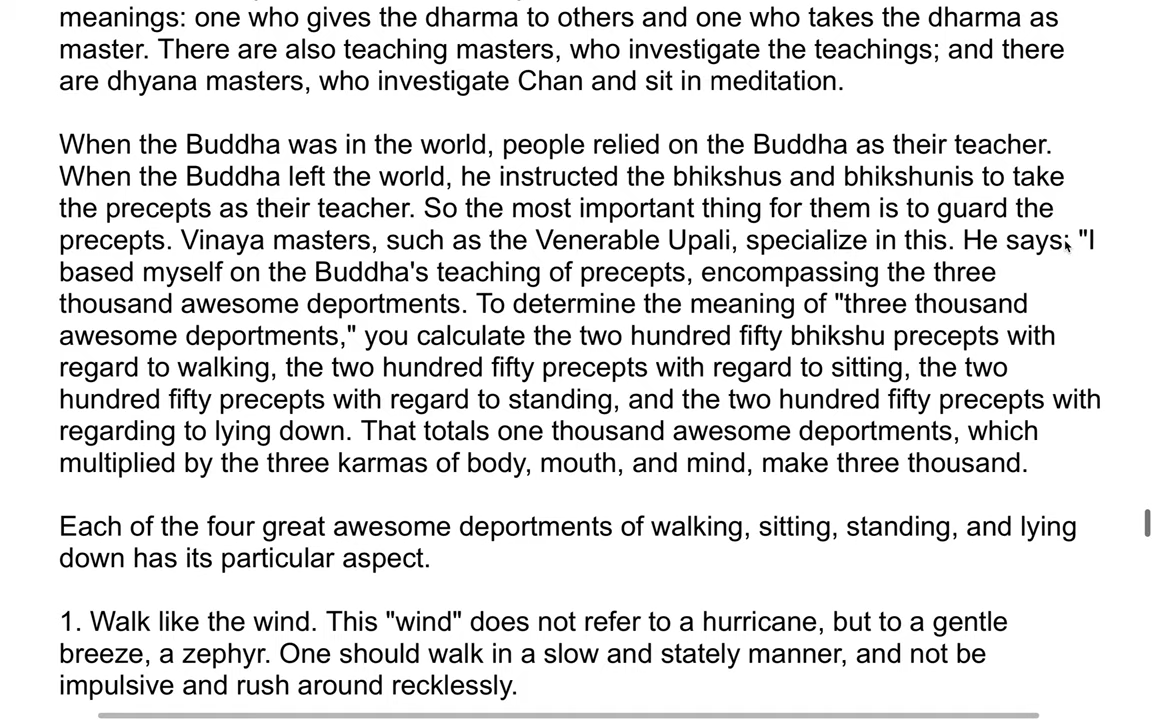 meanings: one who gives the dharma to others and one who takes the dharma as
master. There are also teaching masters, who investigate the teachings; and there
are dhyana masters, who investigate Chan and sit in meditation.
When the Buddha was in the world, people relied on the Buddha as their teacher.
When the Buddha left the world, he instructed the bhikshus and bhikshunis to take
the precepts as their teacher. So the most important thing for them is to guard the
precepts. Vinaya masters, such as the Venerable Upali, specialize in this. He says: "I
based myself on the Buddha's teaching of precepts, encompassing the three
thousand awesome deportments. To determine the meaning of "three thousand
awesome deportments," you calculate the two hundred fifty bhikshu precepts with
regard to walking, the two hundred fifty precepts with regard to sitting, the two
hundred fifty precepts with regard to standing, and the two hundred fifty precepts with
regarding to lying down. That totals one thousand awesome deportments, which
multiplied by the three karmas of body, mouth, and mind, make three thousand.
Each of the four great awesome deportments of walking, sitting, standing, and lying
down has its particular aspect.
1. Walk like the wind. This "wind" does not refer to a hurricane, but to a gentle
breeze, a zephyr. One should walk in a slow and stately manner, and not be
impulsive and rush around recklessly.